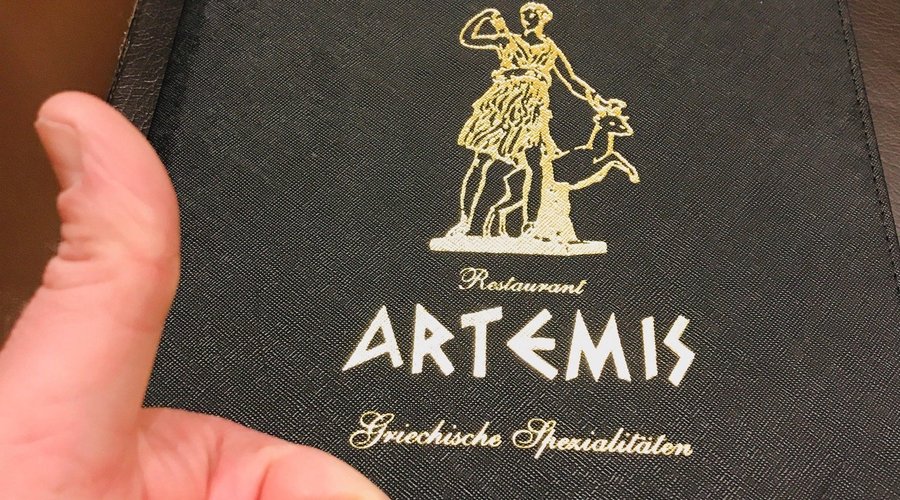 Restaurant
ARTEMIS
Griechische Spezialitäten